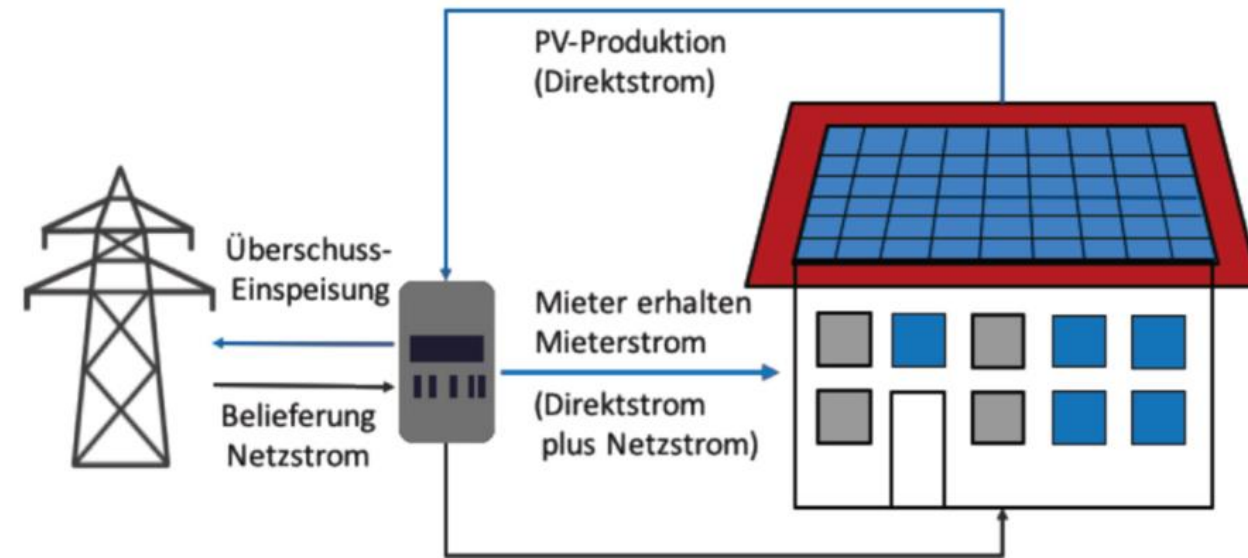 PV-Produktion
(Direktstrom)
Überschuss-
Einspeisung
Belieferung
Netzstrom
Mieter erhalten
Mieterstrom
(Direktstrom
plus Netzstrom)